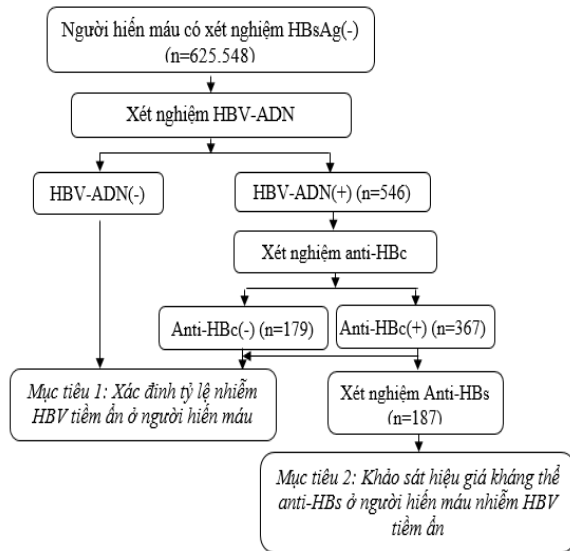 Người hiến máu có xét nghiệm HBsAg(-)
(n=625.548)
Xét nghiệm HBV-ADN
HBV-ADN(-)
HBV-ADN(+) (n=546)
Xét nghiệm anti-HBc
Anti-HBc(-) (n=179)
Anti-HBc(+) (n=367)
Mục tiêu 1: Xác đinh tỷ lệ nhiễm
HBV tiềm ẩn ở người hiến máu
Xét nghiệm Anti-HBs
(n=187)
Mục tiêu 2: Khảo sát hiệu giá kháng thể
anti-HBs ở người hiến máu nhiễm HBV
tiềm ẩn